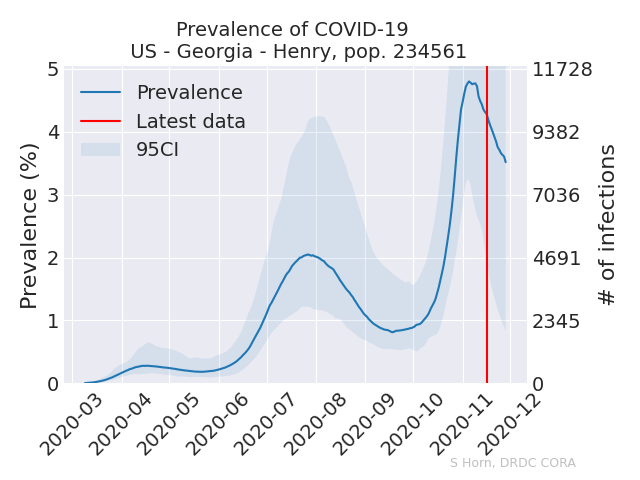 Prevalence of COVID-19
US - Georgia - Henry, pop. 234561
Prevalence
Latest data
95CI
Prevalence (%)
5
4
3
2
1
0
11728
9382
7036
4691
2345
0
# of infections
2020-03
2020-04
2020-05
2020-06
2020-07
2020-08
2020-09
2020-10
2020-11
2020-12
S Horn, DRDC CORA